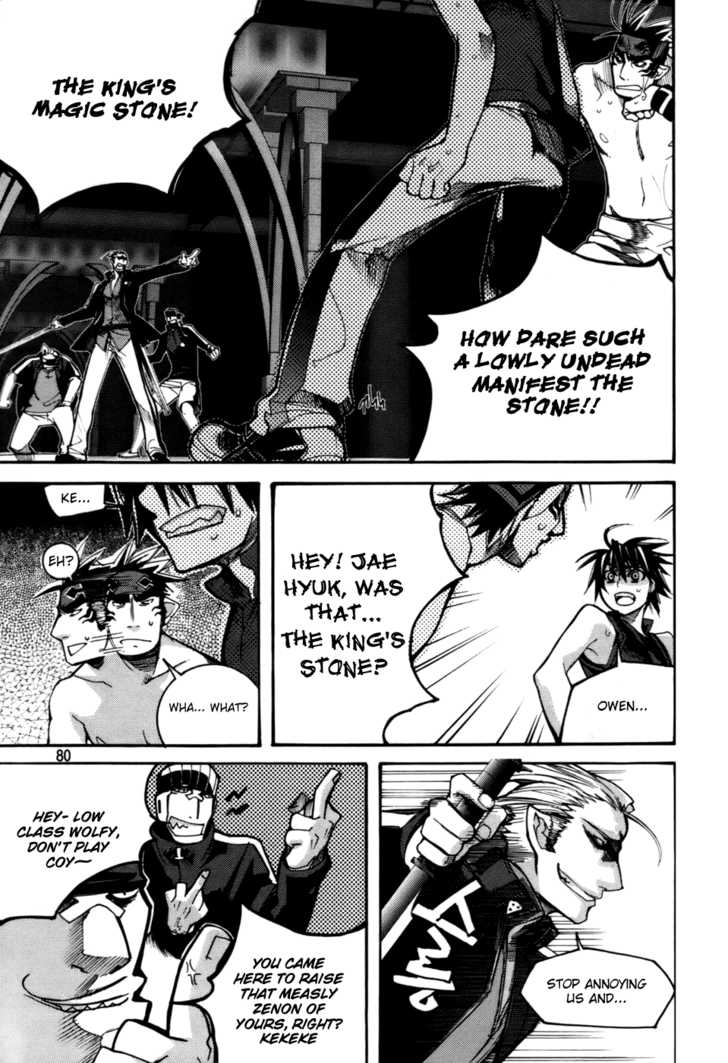 THE KING'S
MAGIC STONE!
HOW DARE SUCH
A LOWLY UNDEAD
MANIFEST THE
STONE!!
KE...
EH?
WHA... WHAT?
HEY! JAE
HYUK, WAS
THAT...
THE KING'S
STONE?
OWEN...
80
HEY- LOW
CLASS WOLFY,
DON'T PLAY
COY~
YOU CAME
HERE TO RAISE
THAT MEASLY
ZENON OF
YOURS, RIGHT?
KEKEKE
STOP ANNOYING
US AND...